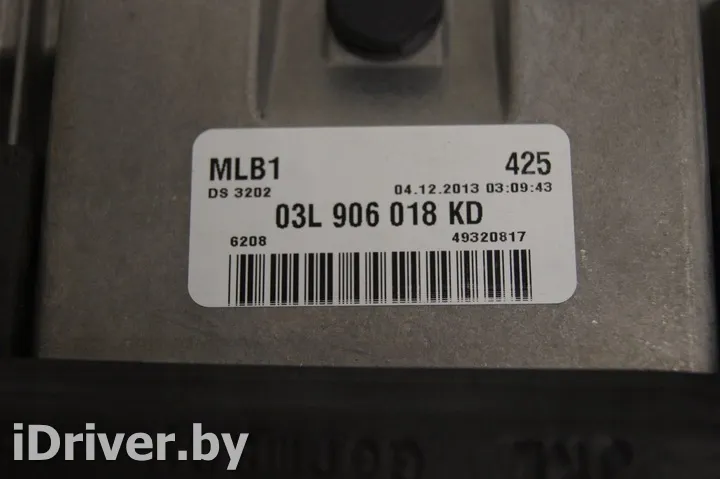 MLB1 425
DS 3202 04.12.2013 03:09:43
03L 906 018 KD
6208 49320817
iDriver.by